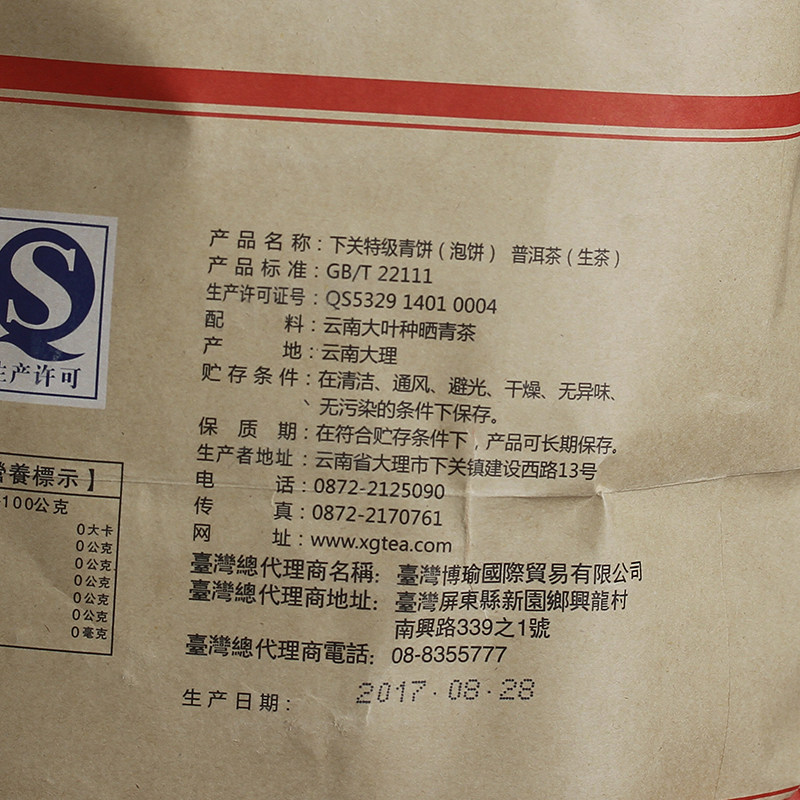 产品名称：下关特级青饼（泡饼） 普洱茶（生茶）
产品标准：GB/T 22111
生产许可证号：QS5329 1401 0004
配料：云南大叶种晒青茶
产地：云南大理
贮存条件：在清洁、通风、避光、干燥、无异味、
无污染的条件下保存。
保质期：在符合贮存条件下，产品可长期保存。
生产者地址：云南省大理市下关镇建设西路13号
电话：0872-2125090
传真：0872-2170761
网址：www.xgtea.com
臺灣總代理商名稱：臺灣博瑜國際貿易有限公司
臺灣總代理商地址：臺灣屏東縣新園鄉興龍村
南興路339之1號
臺灣總代理商電話：08-8355777
生产日期：2017.08.28
QS
生产许可
營養標示】
100公克
0大卡
0公克
0公克
0公克
0公克
0公克
0毫克